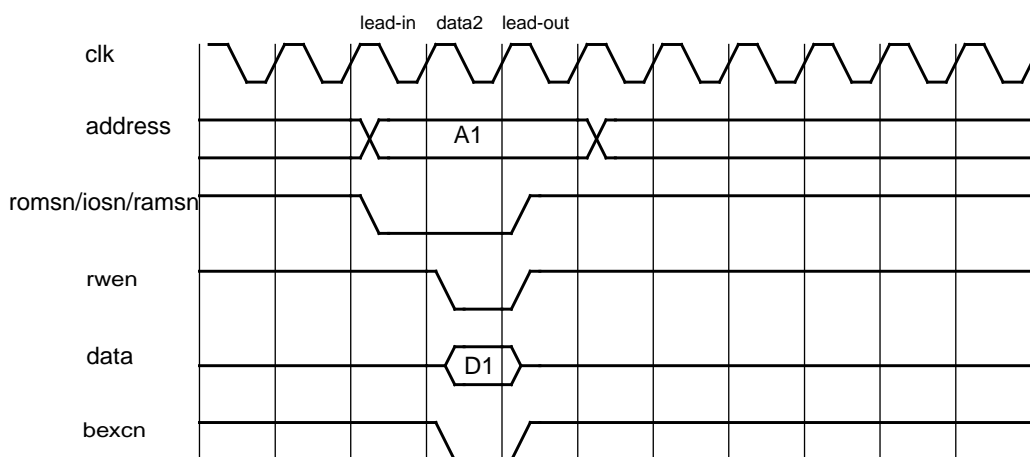 lead-in data2 lead-out
clk
address
A1
romsn/iosn/ramsn
rwen
data
D1
bexcn